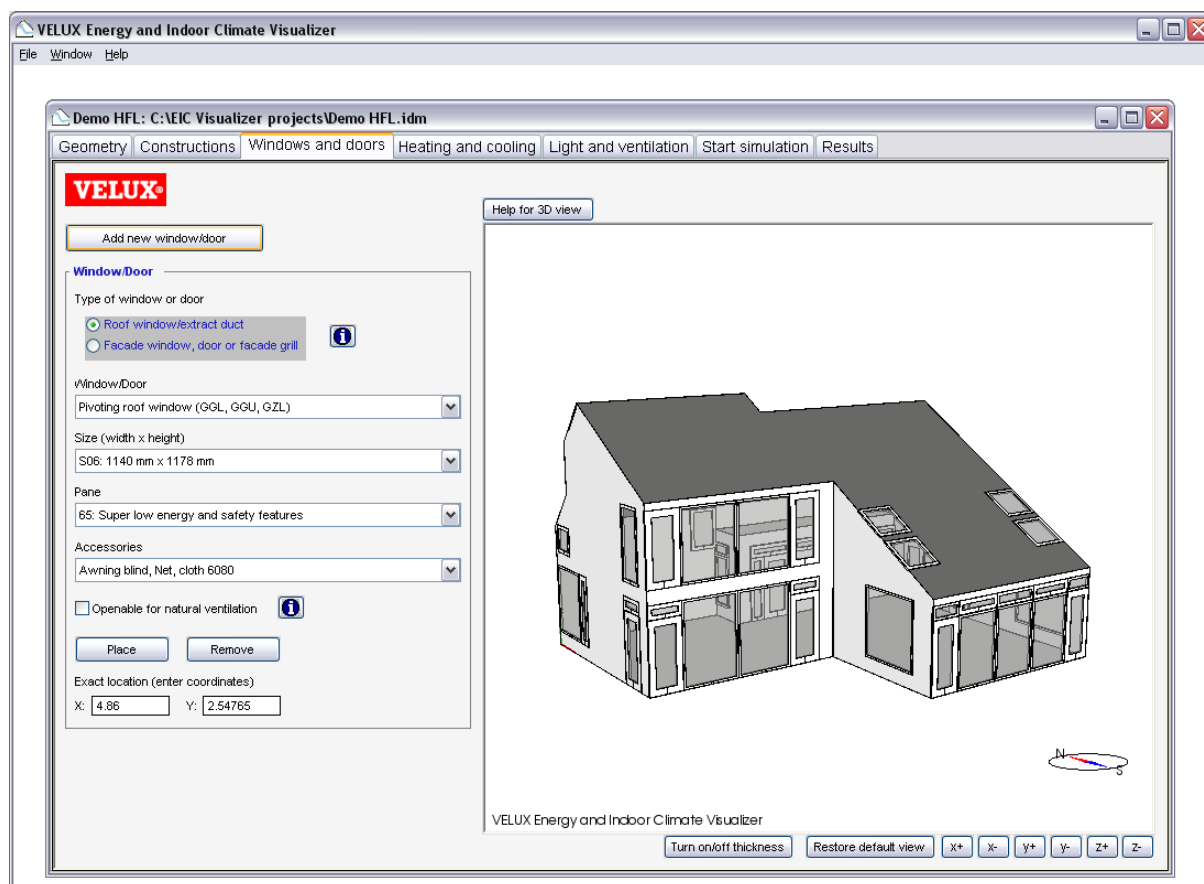 VELUX Energy and Indoor Climate Visualizer
File Window Help
Demo HFL: C:\EIC Visualizer projects\Demo HFL.idm
Geometry Constructions Windows and doors Heating and cooling Light and ventilation Start simulation Results
VELUX®
Help for 3D view
Add new window/door
Window/Door
Type of window or door
Roof window/extract duct
Facade window, door or facade grill
i
Window/Door
Pivoting roof window (GGL, GGU, GZL)
Size (width x height)
S06: 1140 mm x 1178 mm
Pane
65: Super low energy and safety features
Accessories
Awning blind, Net, cloth 6080
Openable for natural ventilation i
Place Remove
Exact location (enter coordinates)
X: 4.86 Y: 2.54765
N
S
VELUX Energy and Indoor Climate Visualizer
Turn on/off thickness Restore default view x+ x- y+ y- z+ z-